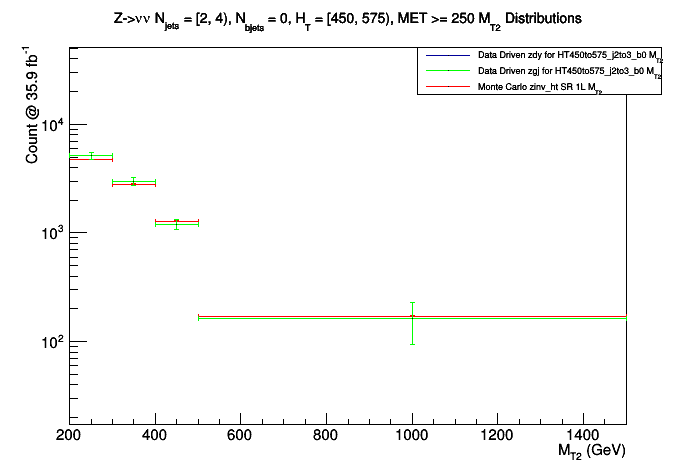 Z->νν N_jets = [2, 4), N_bjets = 0, H_T = [450, 575), MET >= 250 M_T2 Distributions
Data Driven zdy for HT450to575_j2to3_b0 M_T2
Data Driven zgj for HT450to575_j2to3_b0 M_T2
Monte Carlo zinv_ht SR 1L M_T2
Count @ 35.9 fb^-1
10^4
10^3
10^2
200 400 600 800 1000 1200 1400
M_T2 (GeV)